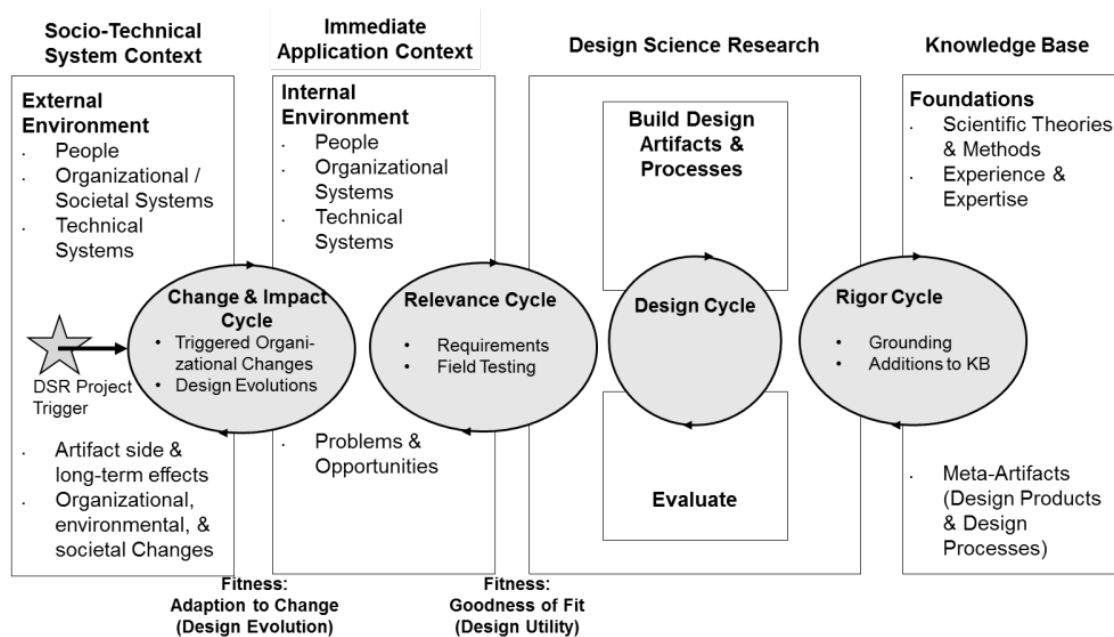 Socio-Technical
System Context
Immediate
Application Context
Design Science Research
Knowledge Base
External
Environment
. People
. Organizational /
Societal Systems
. Technical
Systems
Internal
Environment
. People
. Organizational
Systems
. Technical
Systems
Build Design
Artifacts &
Processes
Foundations
. Scientific Theories
& Methods
. Experience &
Expertise
Change & Impact
Cycle
• Triggered Organi-
zational Changes
• Design Evolutions
Relevance Cycle
• Requirements
• Field Testing
Design Cycle
Rigor Cycle
• Grounding
• Additions to KB
DSR Project
Trigger
. Artifact side &
long-term effects
. Organizational,
environmental, &
societal Changes
. Problems &
Opportunities
Evaluate
. Meta-Artifacts
(Design Products
& Design
Processes)
Fitness:
Adaption to Change
(Design Evolution)
Fitness:
Goodness of Fit
(Design Utility)